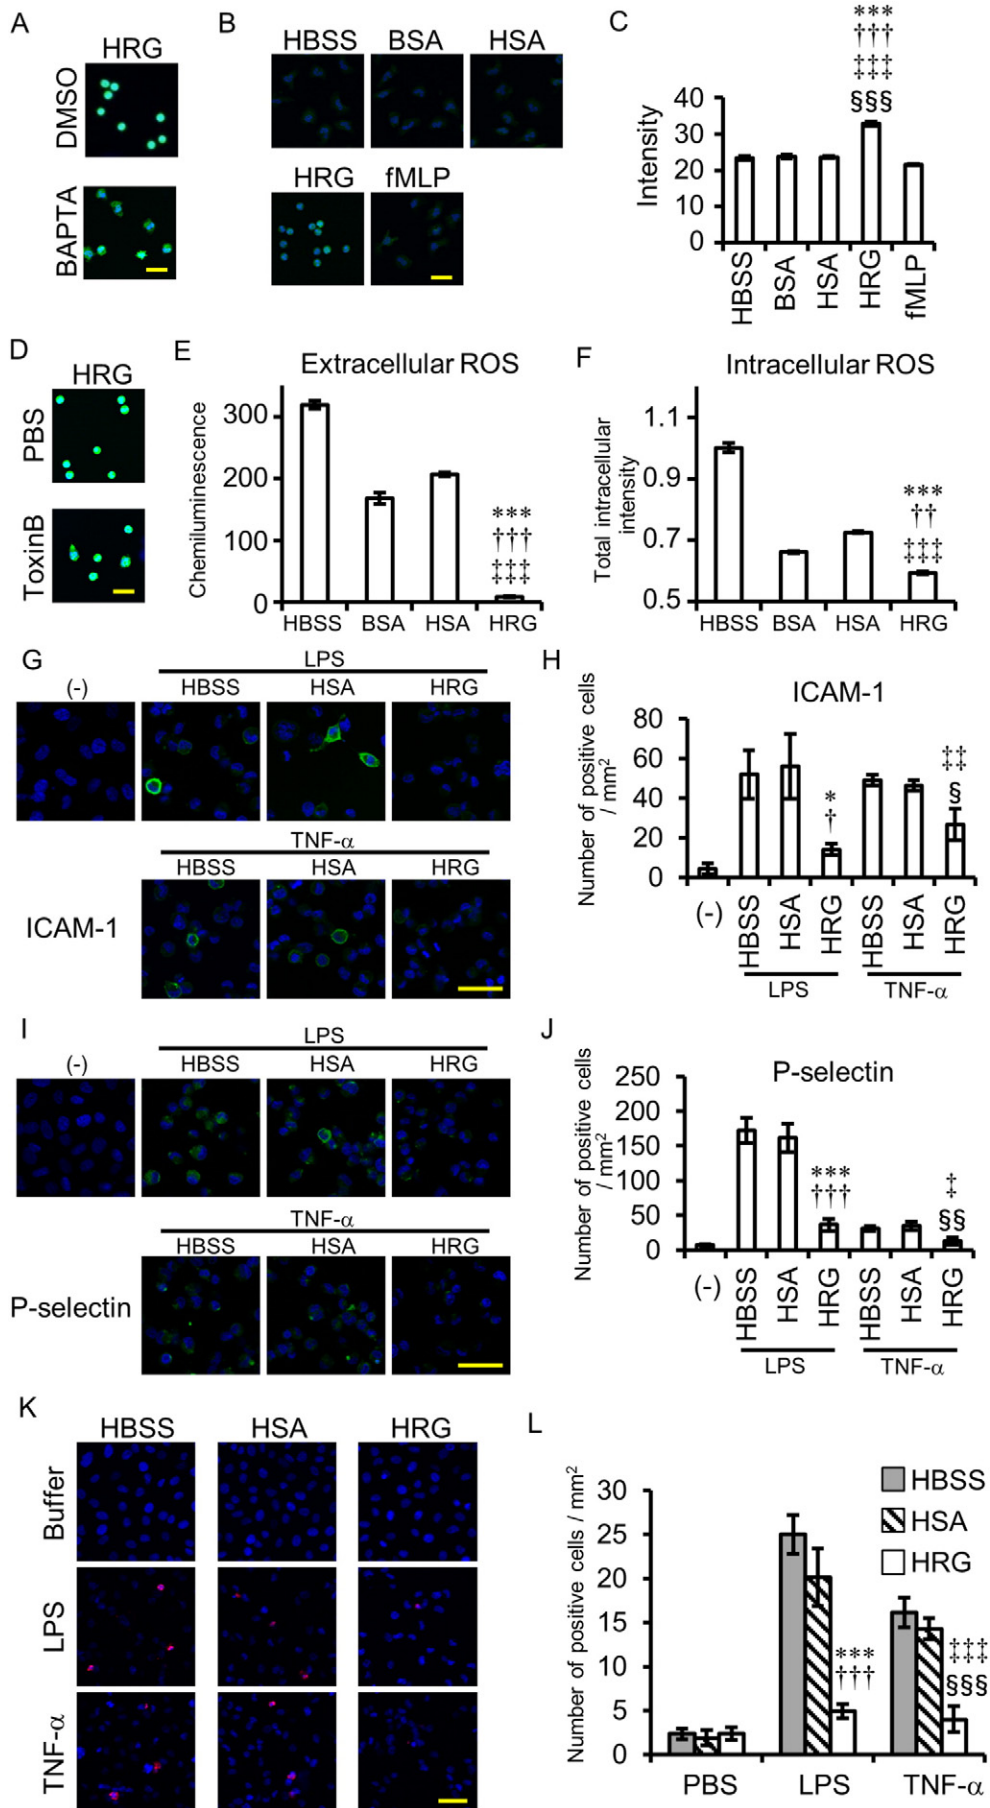 A
HRG
DMSO
BAPTA
B
HBSS BSA HSA
HRG fMLP
C
***
†††
‡‡‡
§§§
Intensity
40
30
20
10
0
HBSS
BSA
HSA
HRG
fMLP
D
HRG
PBS
ToxinB
E
Extracellular ROS
Chemiluminescence
300
200
100
0
***
†††
‡‡‡
HBSS BSA HSA HRG
F
Intracellular ROS
Total intracellular
intensity
1.1
0.9
0.7
0.5
***
††
‡‡‡
HBSS BSA HSA HRG
G
LPS
(-) HBSS HSA HRG
TNF-α
HBSS HSA HRG
ICAM-1
H
ICAM-1
Number of positive cells
/ mm²
80
60
40
20
0
*
†
‡‡
§
(-)
HBSS
HSA
HRG
HBSS
HSA
HRG
LPS TNF-α
I
LPS
(-) HBSS HSA HRG
TNF-α
HBSS HSA HRG
P-selectin
J
P-selectin
Number of positive cells
/ mm²
250
200
150
100
50
0
***
†††
‡
§§
(-)
HBSS
HSA
HRG
HBSS
HSA
HRG
LPS TNF-α
K
HBSS HSA HRG
Buffer
LPS
TNF-α
L
Number of positive cells / mm²
30
25
20
15
10
5
0
HBSS
HSA
HRG
***
†††
‡‡‡
§§§
PBS LPS TNF-α